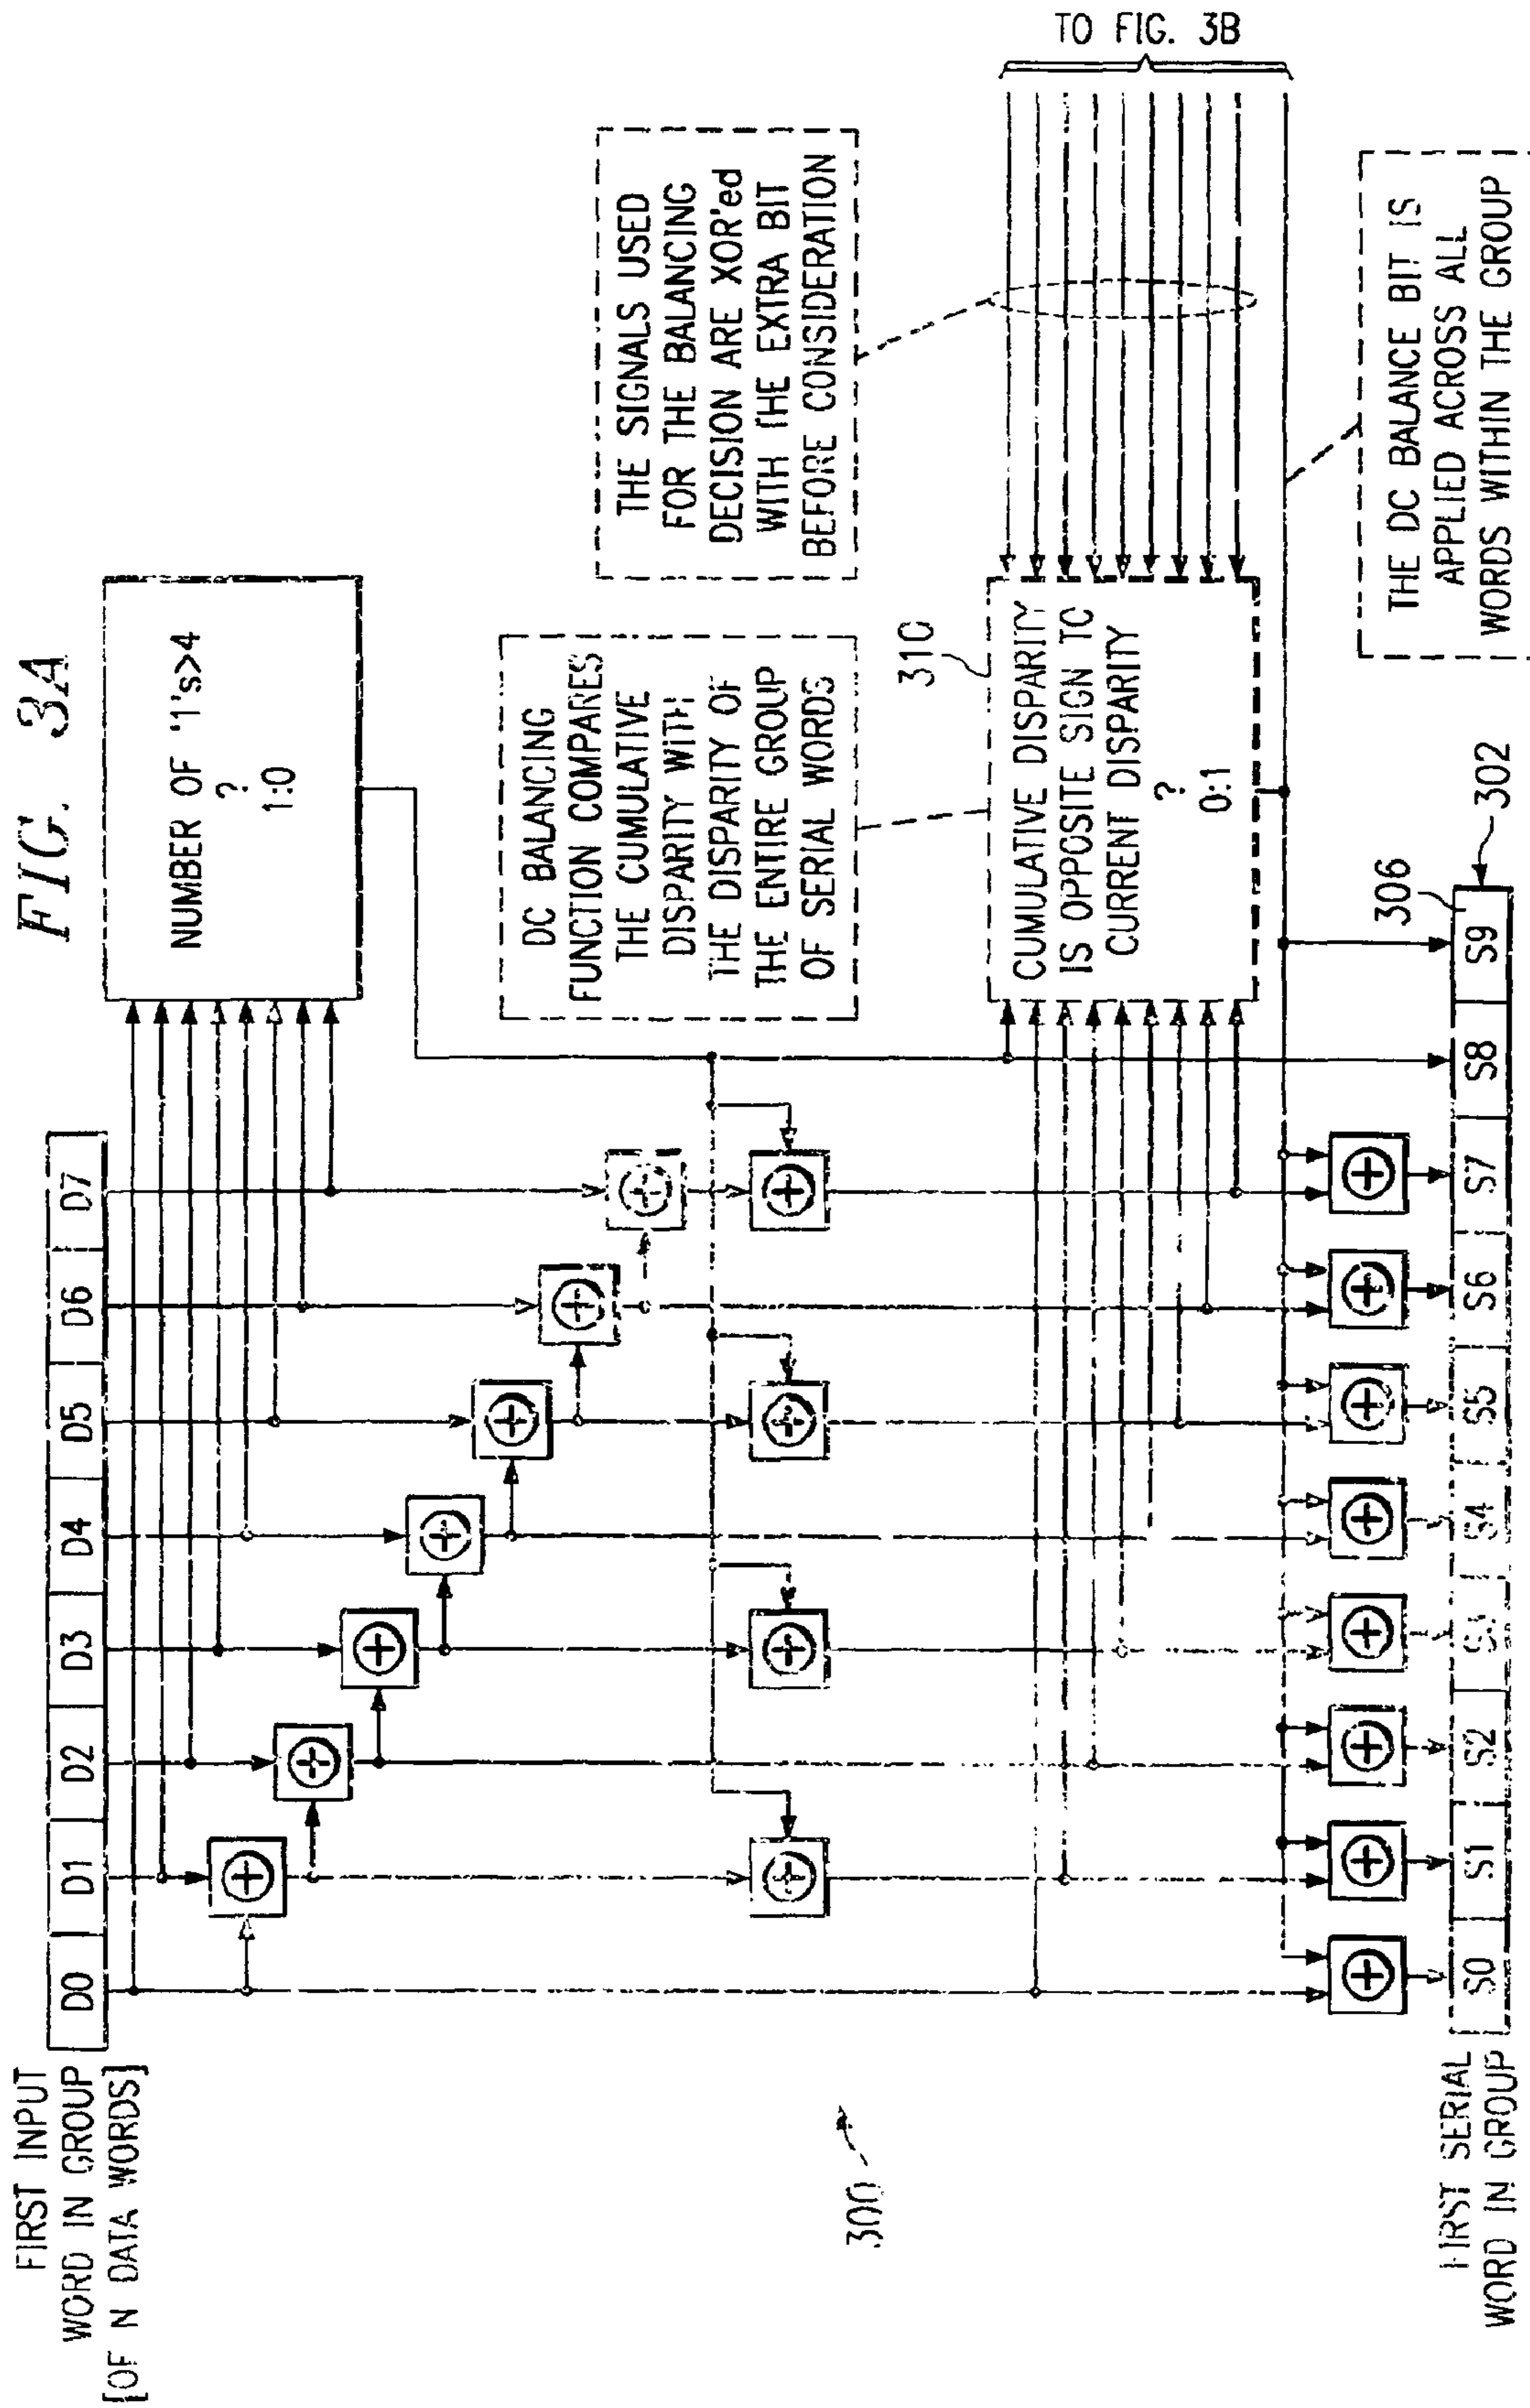 FIG. 3A
FIRST INPUT
WORD IN GROUP
[OF N DATA WORDS]
D0
D1
D2
D3
D4
D5
D6
D7
NUMBER OF '1's>4
?
1:0
DC BALANCING
FUNCTION COMPARES
THE CUMULATIVE
DISPARITY WITH
THE DISPARITY OF
THE ENTIRE GROUP
OF SERIAL WORDS
THE SIGNALS USED
FOR THE BALANCING
DECISION ARE XOR'ed
WITH THE EXTRA BIT
BEFORE CONSIDERATION
300
310
CUMULATIVE DISPARITY
IS OPPOSITE SIGN TO
CURRENT DISPARITY
?
0:1
TO FIG. 3B
THE DC BALANCE BIT IS
APPLIED ACROSS ALL
WORDS WITHIN THE GROUP
306
302
FIRST SERIAL
WORD IN GROUP
S0
S1
S2
S3
S4
S5
S6
S7
S8
S9